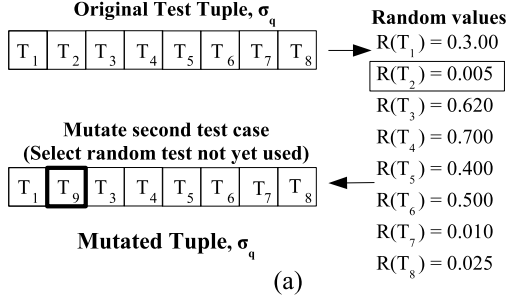 Original Test Tuple, σq
T1 T2 T3 T4 T5 T6 T7 T8
Mutate second test case
(Select random test not yet used)
T1 T9 T3 T4 T5 T6 T7 T8
Mutated Tuple, σq
Random values
R(T1) = 0.3.00
R(T2) = 0.005
R(T3) = 0.620
R(T4) = 0.700
R(T5) = 0.400
R(T6) = 0.500
R(T7) = 0.010
R(T8) = 0.025
(a)